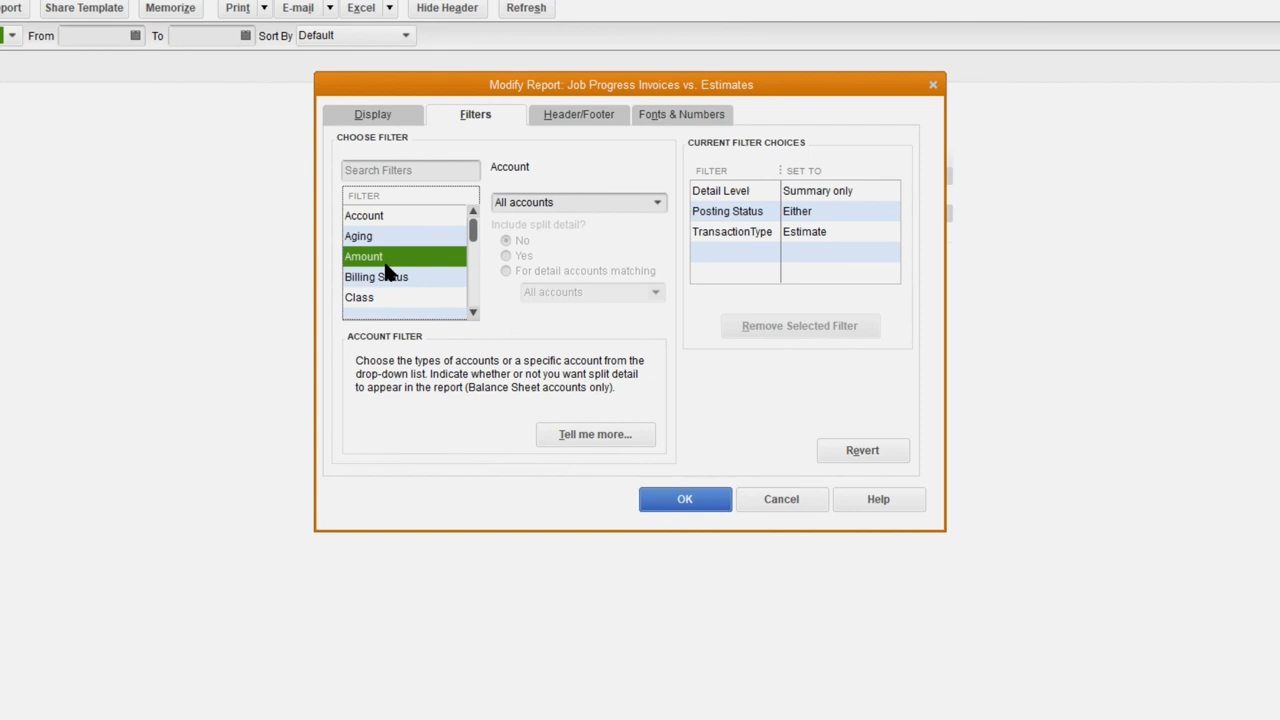 port Share Template Memorize Print E-mail Excel Hide Header Refresh
From To Sort By Default
Modify Report: Job Progress Invoices vs. Estimates
Display Filters Header/Footer Fonts & Numbers
CHOOSE FILTER
CURRENT FILTER CHOICES
Search Filters
Account
FILTER
Account
Aging
Amount
Billing Status
Class
All accounts
Include split detail?
No
Yes
For detail accounts matching
All accounts
FILTER SET TO
Detail Level Summary only
Posting Status Either
TransactionType Estimate
Remove Selected Filter
ACCOUNT FILTER
Choose the types of accounts or a specific account from the
drop-down list. Indicate whether or not you want split detail
to appear in the report (Balance Sheet accounts only).
Tell me more...
Revert
OK Cancel Help